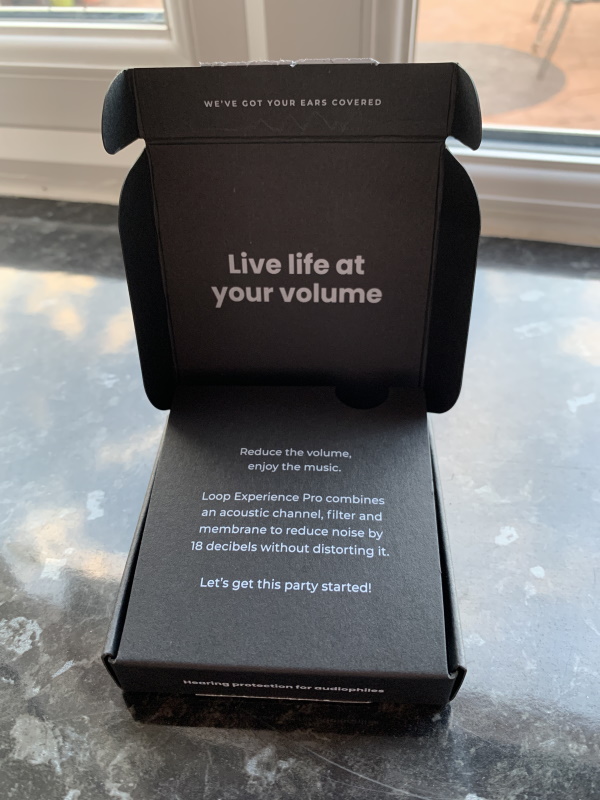 WE'VE GOT YOUR EARS COVERED
Live life at
your volume
Reduce the volume,
enjoy the music.
Loop Experience Pro combines
an acoustic channel, filter and
membrane to reduce noise by
18 decibels without distorting it.
Let's get this party started!
Hearing protection for audiophiles